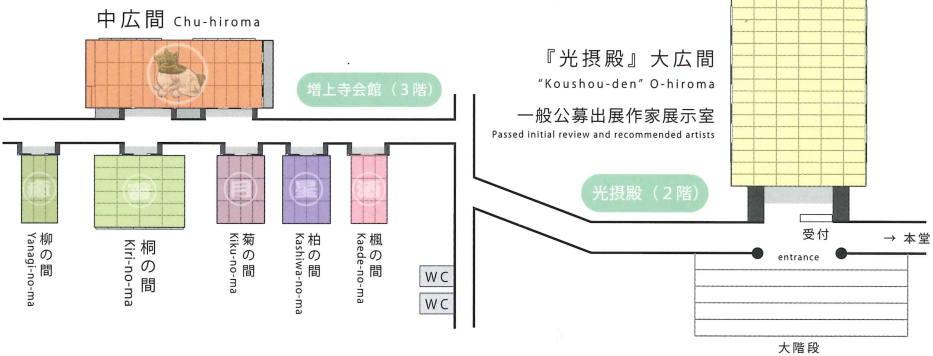 中広間 Chu-hiroma
増上寺会館（3階）
『光摂殿』大広間
“Koushou-den” O-hiroma
一般公募出展作家展示室
Passed initial review and recommended artists
光摂殿（2階）
受付
→ 本堂
entrance
大階段
月
星
柳の間
Yanagi-no-ma
桐の間
Kiri-no-ma
菊の間
Kiku-no-ma
柏の間
Kashiwa-no-ma
楓の間
Kaede-no-ma
WC
WC